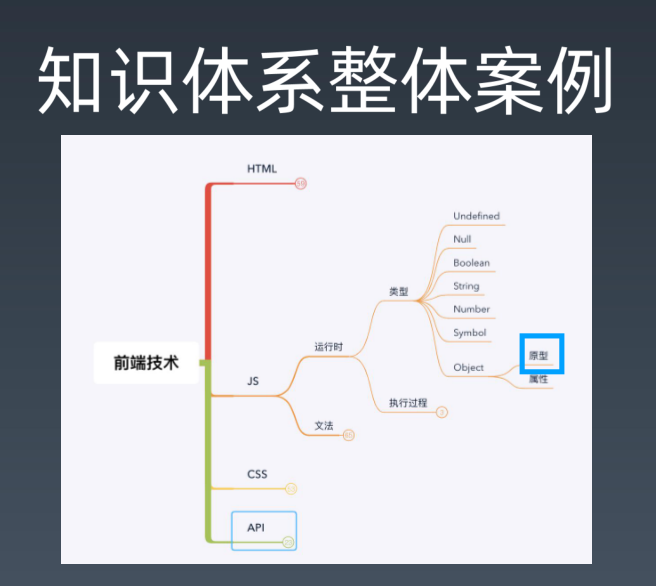 知识体系整体案例
HTML
Undefined
Null
Boolean
String
类型
Number
Symbol
运行时
原型
前端技术
Object
JS
属性
执行过程
2
文法
CSS
API